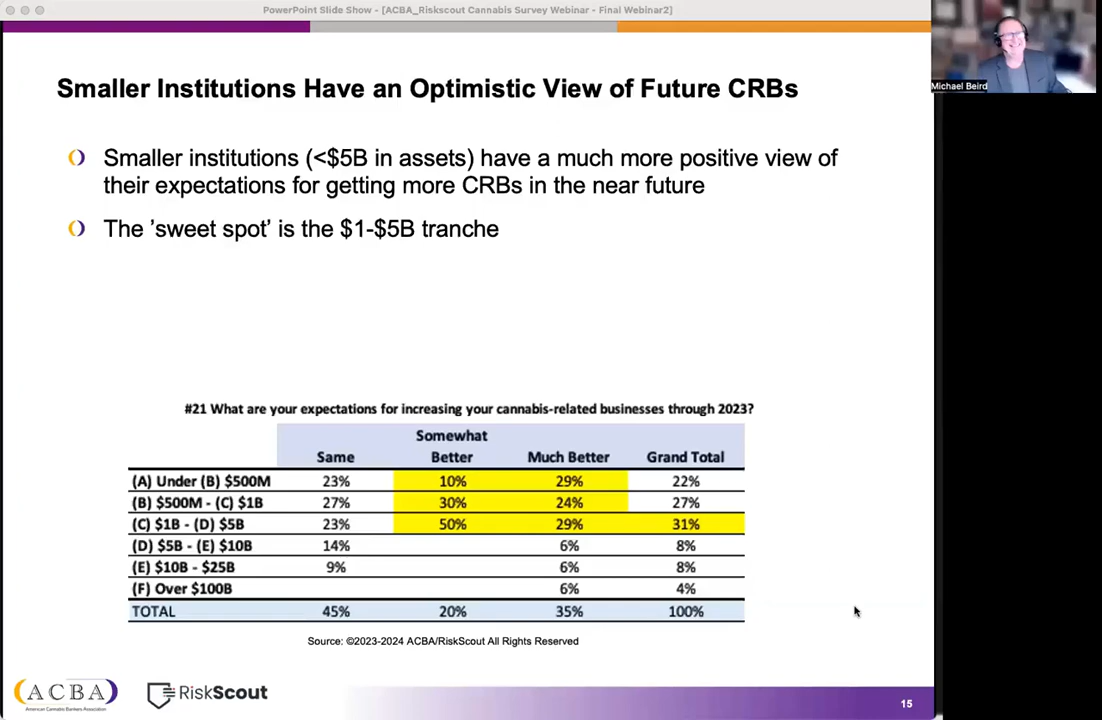 PowerPoint Slide Show - [ACBA_Riskscout Cannabis Survey Webinar - Final Webinar2]
Michael Beird
Smaller Institutions Have an Optimistic View of Future CRBs
Smaller institutions (<$5B in assets) have a much more positive view of
their expectations for getting more CRBs in the near future
The 'sweet spot' is the $1-$5B tranche
#21 What are your expectations for increasing your cannabis-related businesses through 2023?
Somewhat
Same Better Much Better Grand Total
(A) Under (B) $500M 23% 10% 29% 22%
(B) $500M - (C) $1B 27% 30% 24% 27%
(C) $1B - (D) $5B 23% 50% 29% 31%
(D) $5B - (E) $10B 14% 6% 8%
(E) $10B - $25B 9% 6% 8%
(F) Over $100B 6% 4%
TOTAL 45% 20% 35% 100%
Source: ©2023-2024 ACBA/RiskScout All Rights Reserved
ACBA
American Cannabis Bankers Association
RiskScout
15